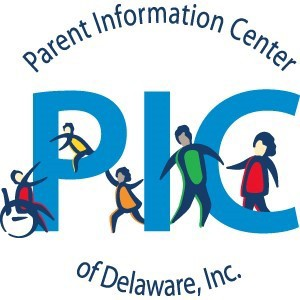 Parent Information Center
PIC
of Delaware, Inc.